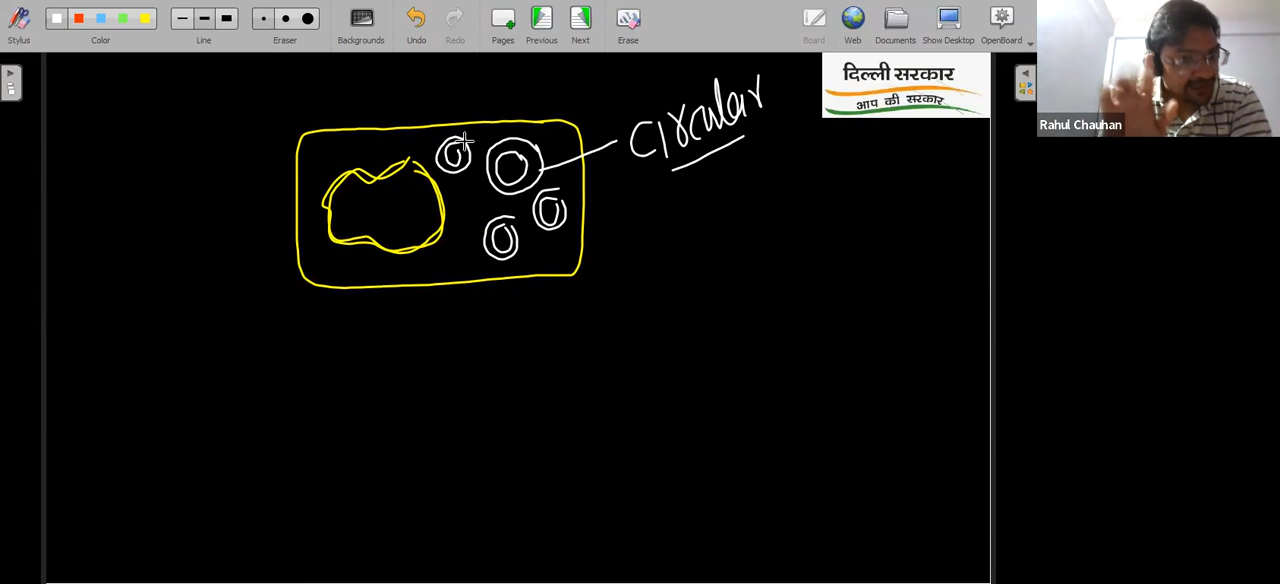 Stylus
Color
Line
Eraser
Backgrounds
Undo
Redo
Pages
Previous
Next
Erase
Board
Web
Documents
Show Desktop
OpenBoard
दिल्ली सरकार
आप की सरकार
Circular
Rahul Chauhan